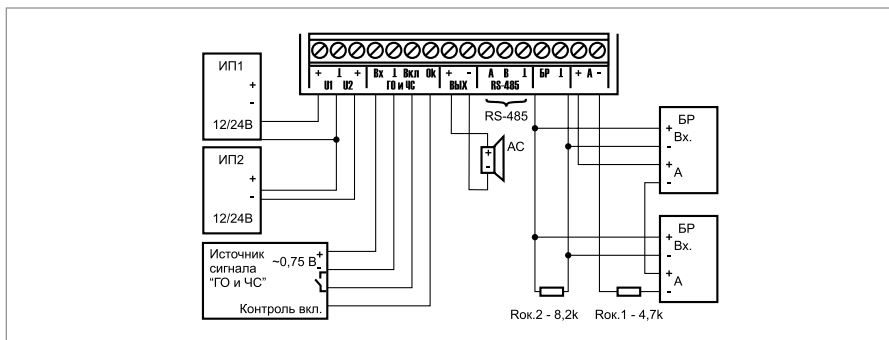 + ⊥ + Вх ⊥ Вкл Ok + - A B ⊥ БР ⊥ + A -
U1 U2 ГО и ЧС ВЫХ RS-485
RS-485
ИП1
+
-
12/24В
ИП2
+
-
12/24В
Источник
сигнала
“ГО и ЧС”
~0,75 В
+
-
Контроль вкл.
AC
+
-
БР
+ Вх.
-
+ А
-
БР
+ Вх.
-
+ А
-
Rок.2 - 8,2k Rок.1 - 4,7k